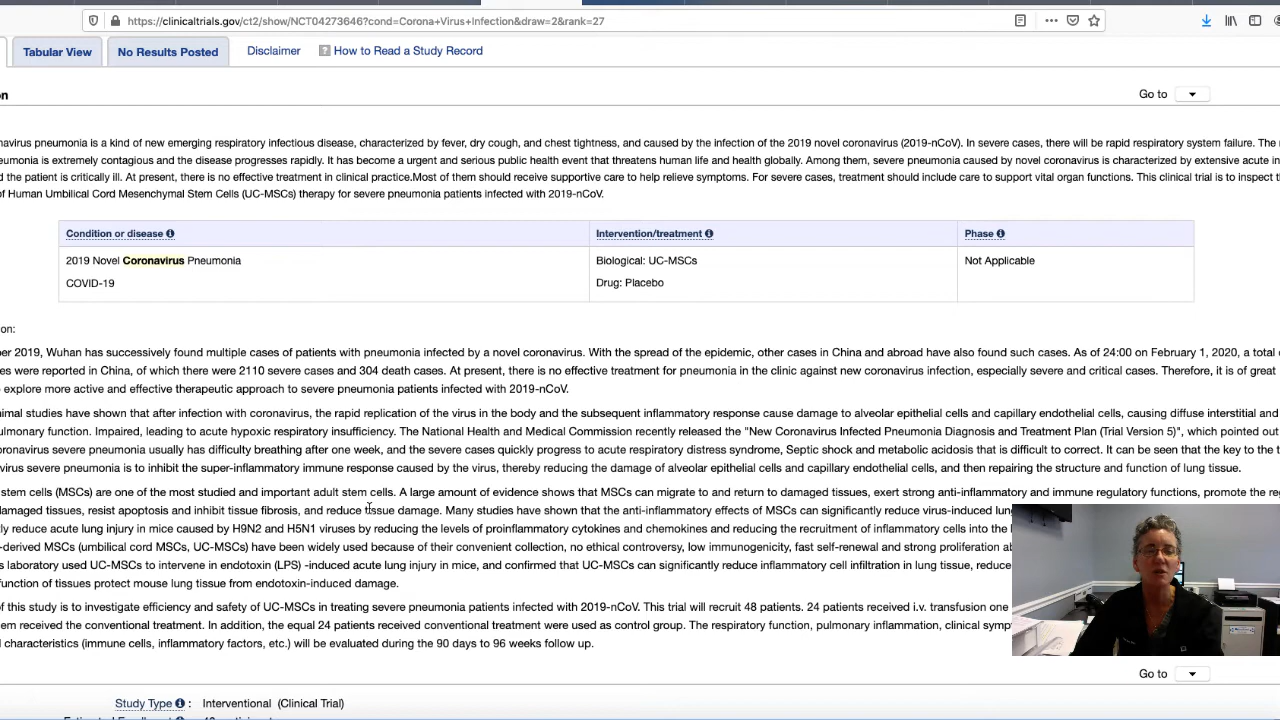 https://clinicaltrials.gov/ct2/show/NCT04273646?cond=Corona+Virus+Infection&draw=2&rank=27
Tabular View No Results Posted Disclaimer How to Read a Study Record
on
Go to
navirus pneumonia is a kind of new emerging respiratory infectious disease, characterized by fever, dry cough, and chest tightness, and caused by the infection of the 2019 novel coronavirus (2019-nCoV). In severe cases, there will be rapid respiratory system failure. The
eumonia is extremely contagious and the disease progresses rapidly. It has become a urgent and serious public health event that threatens human life and health globally. Among them, severe pneumonia caused by novel coronavirus is characterized by extensive acute in
d the patient is critically ill. At present, there is no effective treatment in clinical practice.Most of them should receive supportive care to help relieve symptoms. For severe cases, treatment should include care to support vital organ functions. This clinical trial is to inspect
of Human Umbilical Cord Mesenchymal Stem Cells (UC-MSCs) therapy for severe pneumonia patients infected with 2019-nCoV.
Condition or disease Intervention/treatment Phase
2019 Novel Coronavirus Pneumonia Biological: UC-MSCs Not Applicable
COVID-19 Drug: Placebo
on:
er 2019, Wuhan has successively found multiple cases of patients with pneumonia infected by a novel coronavirus. With the spread of the epidemic, other cases in China and abroad have also found such cases. As of 24:00 on February 1, 2020, a total
es were reported in China, of which there were 2110 severe cases and 304 death cases. At present, there is no effective treatment for pneumonia in the clinic against new coronavirus infection, especially severe and critical cases. Therefore, it is of great
o explore more active and effective therapeutic approach to severe pneumonia patients infected with 2019-nCoV.
imal studies have shown that after infection with coronavirus, the rapid replication of the virus in the body and the subsequent inflammatory response cause damage to alveolar epithelial cells and capillary endothelial cells, causing diffuse interstitial and
ulmonary function. Impaired, leading to acute hypoxic respiratory insufficiency. The National Health and Medical Commission recently released the "New Coronavirus Infected Pneumonia Diagnosis and Treatment Plan (Trial Version 5)", which pointed out
oronavirus severe pneumonia usually has difficulty breathing after one week, and the severe cases quickly progress to acute respiratory distress syndrome, Septic shock and metabolic acidosis that is difficult to correct. It can be seen that the key to the
virus severe pneumonia is to inhibit the super-inflammatory immune response caused by the virus, thereby reducing the damage of alveolar epithelial cells and capillary endothelial cells, and then repairing the structure and function of lung tissue.
stem cells (MSCs) are one of the most studied and important adult stem cells. A large amount of evidence shows that MSCs can migrate to and return to damaged tissues, exert strong anti-inflammatory and immune regulatory functions, promote the
damaged tissues, resist apoptosis and inhibit tissue fibrosis, and reduce tissue damage. Many studies have shown that the anti-inflammatory effects of MSCs can significantly reduce virus-induced
tly reduce acute lung injury in mice caused by H9N2 and H5N1 viruses by reducing the levels of proinflammatory cytokines and chemokines and reducing the recruitment of inflammatory cells into the
-derived MSCs (umbilical cord MSCs, UC-MSCs) have been widely used because of their convenient collection, no ethical controversy, low immunogenicity, fast self-renewal and strong proliferation
s laboratory used UC-MSCs to intervene in endotoxin (LPS) -induced acute lung injury in mice, and confirmed that UC-MSCs can significantly reduce inflammatory cell infiltration in lung tissue, reduce
function of tissues protect mouse lung tissue from endotoxin-induced damage.
of this study is to investigate efficiency and safety of UC-MSCs in treating severe pneumonia patients infected with 2019-nCoV. This trial will recruit 48 patients. 24 patients received i.v. transfusion one
em received the conventional treatment. In addition, the equal 24 patients received conventional treatment were used as control group. The respiratory function, pulmonary inflammation, clinical symp
d characteristics (immune cells, inflammatory factors, etc.) will be evaluated during the 90 days to 96 weeks follow up.
Go to
Study Type : Interventional (Clinical Trial)